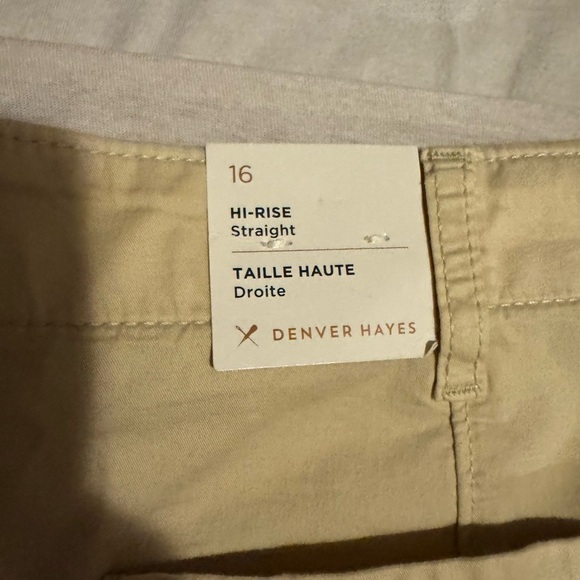 16
HI-RISE
Straight
TAILLE HAUTE
Droite
DENVER HAYES